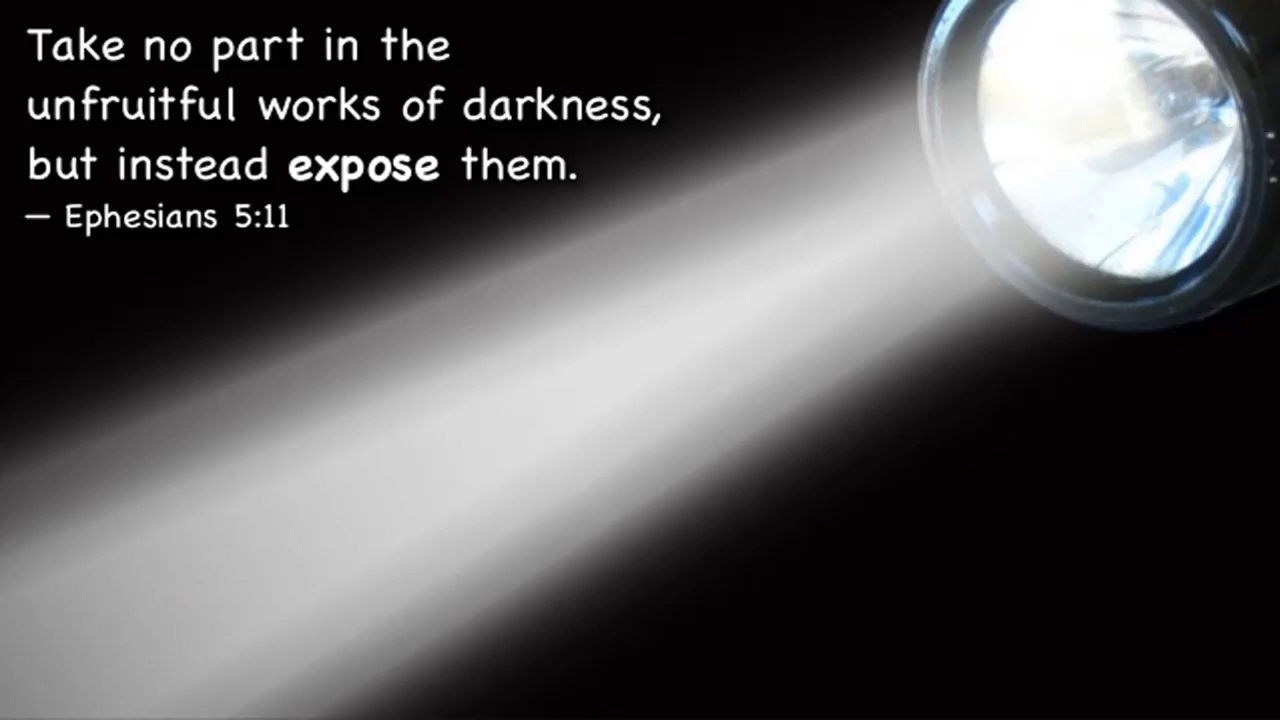 Take no part in the
unfruitful works of darkness,
but instead expose them.
— Ephesians 5:11